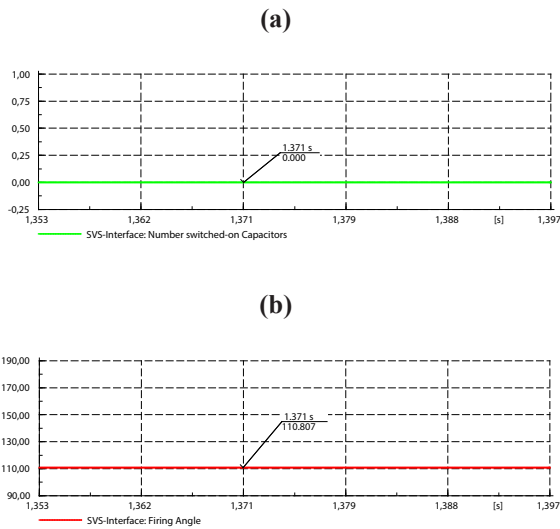 (a)
1,00
0,75
0,50
0,25
0,00
-0,25
1.371 s
0.000
1,353 1,362 1,371 1,379 1,388 [s] 1,397
SVS-Interface: Number switched-on Capacitors
(b)
190,00
170,00
150,00
130,00
110,00
90,00
1.371 s
110.807
1,353 1,362 1,371 1,379 1,388 [s] 1,397
SVS-Interface: Firing Angle